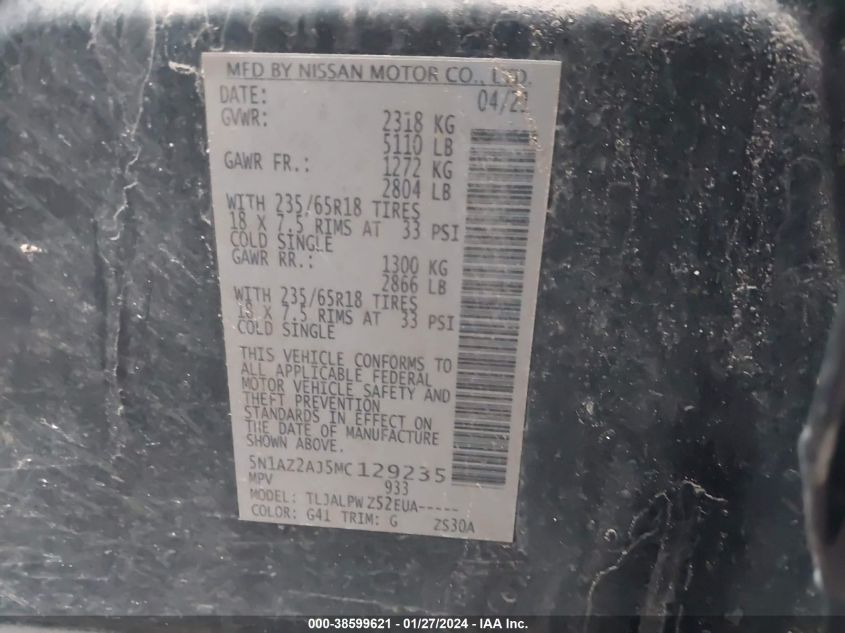 MFD BY NISSAN MOTOR CO., LTD.
DATE: 04/21
GVWR: 2318 KG
5110 LB
GAWR FR.: 1272 KG
2804 LB
WITH 235/65R18 TIRES
18 X 7.5 RIMS AT 33 PSI
COLD SINGLE
GAWR RR.: 1300 KG
2866 LB
WITH 235/65R18 TIRES
18 X 7.5 RIMS AT 33 PSI
COLD SINGLE
THIS VEHICLE CONFORMS TO
ALL APPLICABLE FEDERAL
MOTOR VEHICLE SAFETY AND
THEFT PREVENTION
STANDARDS IN EFFECT ON
THE DATE OF MANUFACTURE
SHOWN ABOVE.
5N1AZ2AJ5MC129235
MPV 933
MODEL: TLJALPWZ52EUA-----
COLOR: G41 TRIM: G ZS30A
000-38599621 - 01/27/2024 - IAA Inc.